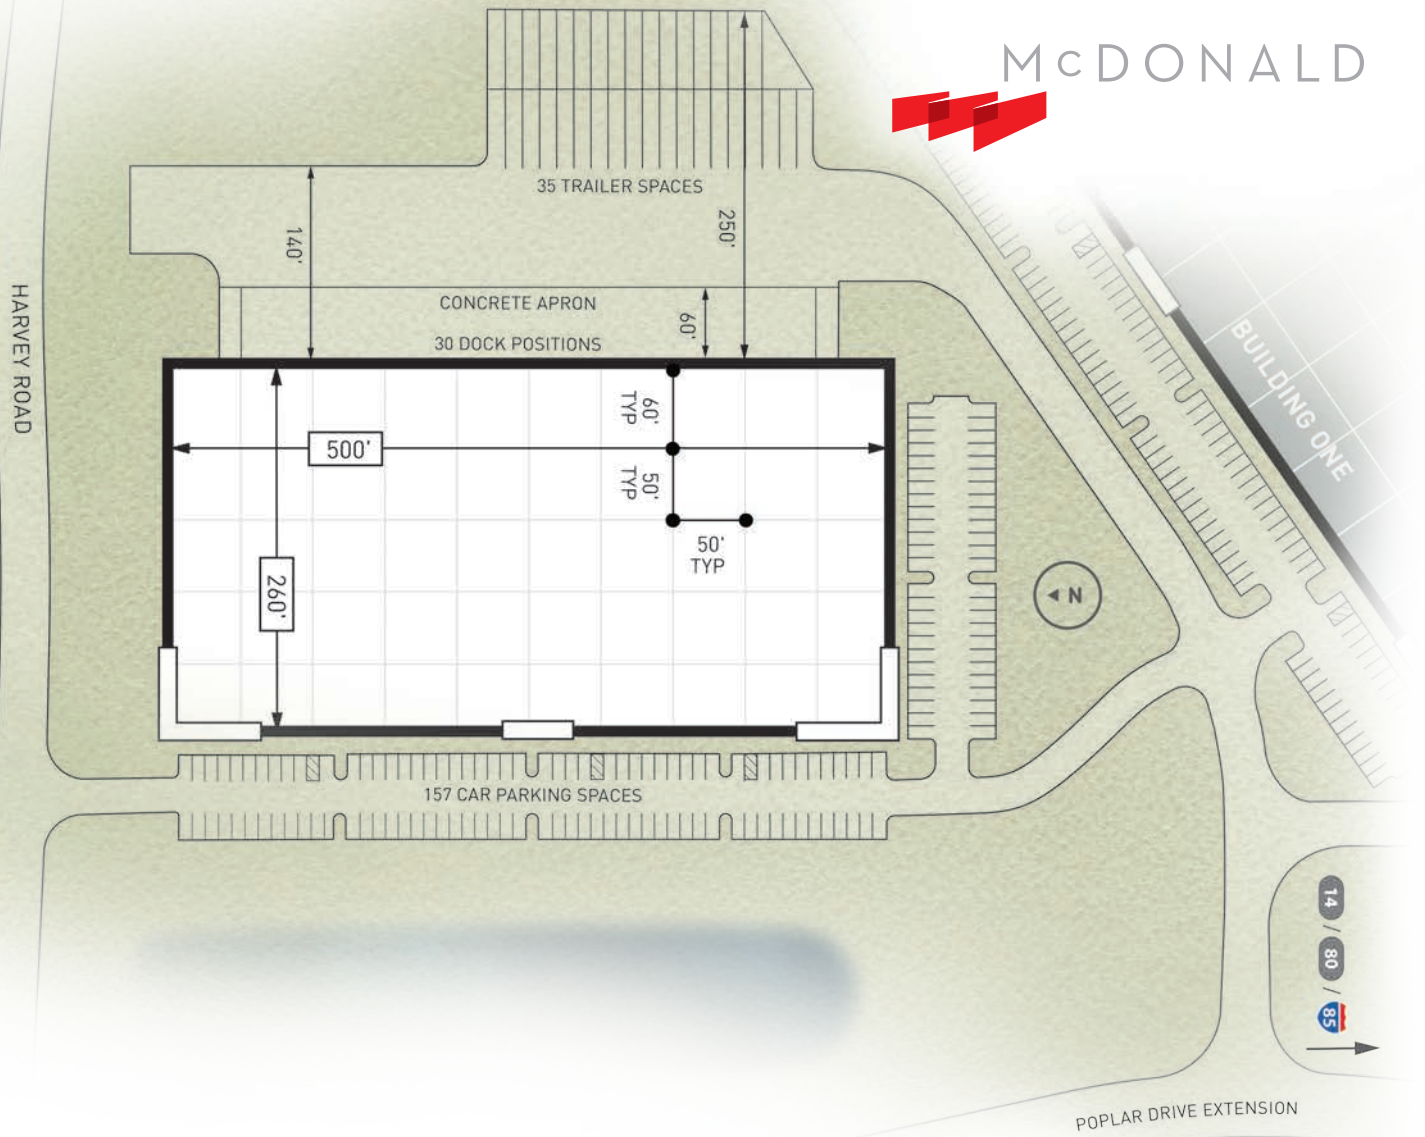 McDONALD
35 TRAILER SPACES
250'
140'
CONCRETE APRON
60'
30 DOCK POSITIONS
HARVEY ROAD
BUILDING ONE
60'
TYP
500'
50'
TYP
50'
TYP
260'
N
157 CAR PARKING SPACES
14 / 80 / 85
POPLAR DRIVE EXTENSION